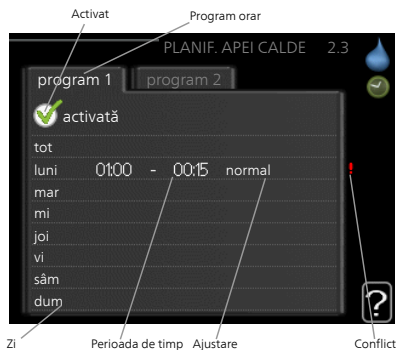 Activat
Program orar
PLANIF. APEI CALDE 2.3
program 1 program 2
activată
tot
luni 01:00 - 00:15 normal !
mar
mi
joi
vi
sâm
dum
?
Zi Perioada de timp Ajustare Conflict